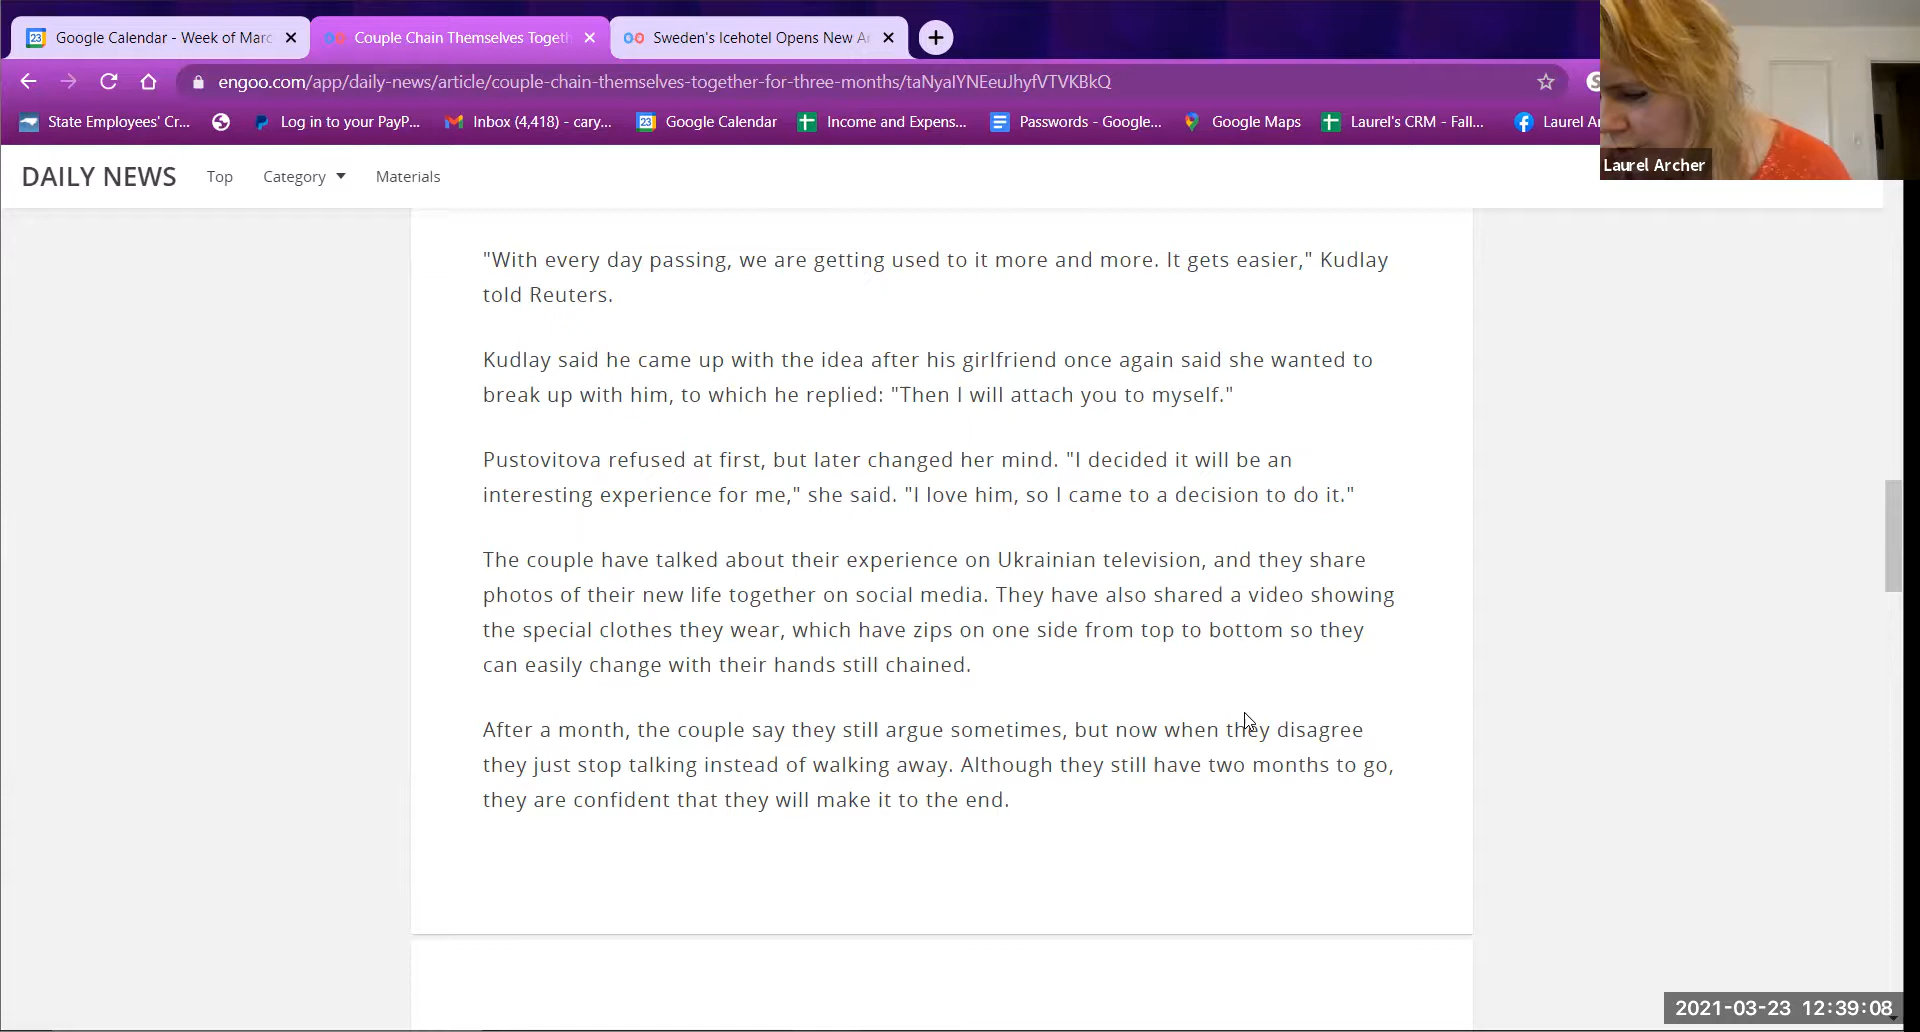 Google Calendar - Week of Marc
Couple Chain Themselves Togeth
Sweden's Icehotel Opens New A
engoo.com/app/daily-news/article/couple-chain-themselves-together-for-three-months/taNyaIYNEeuJhyfVTVKBkQ
State Employees' Cr...
Log in to your PayP...
Inbox (4,418) - cary...
Google Calendar
Income and Expens...
Passwords - Google...
Google Maps
Laurel's CRM - Fall...
Laurel Ar
Laurel Archer
DAILY NEWS Top Category Materials
"With every day passing, we are getting used to it more and more. It gets easier," Kudlay
told Reuters.
Kudlay said he came up with the idea after his girlfriend once again said she wanted to
break up with him, to which he replied: "Then I will attach you to myself."
Pustovitova refused at first, but later changed her mind. "I decided it will be an
interesting experience for me," she said. "I love him, so I came to a decision to do it."
The couple have talked about their experience on Ukrainian television, and they share
photos of their new life together on social media. They have also shared a video showing
the special clothes they wear, which have zips on one side from top to bottom so they
can easily change with their hands still chained.
After a month, the couple say they still argue sometimes, but now when they disagree
they just stop talking instead of walking away. Although they still have two months to go,
they are confident that they will make it to the end.
2021-03-23 12:39:08